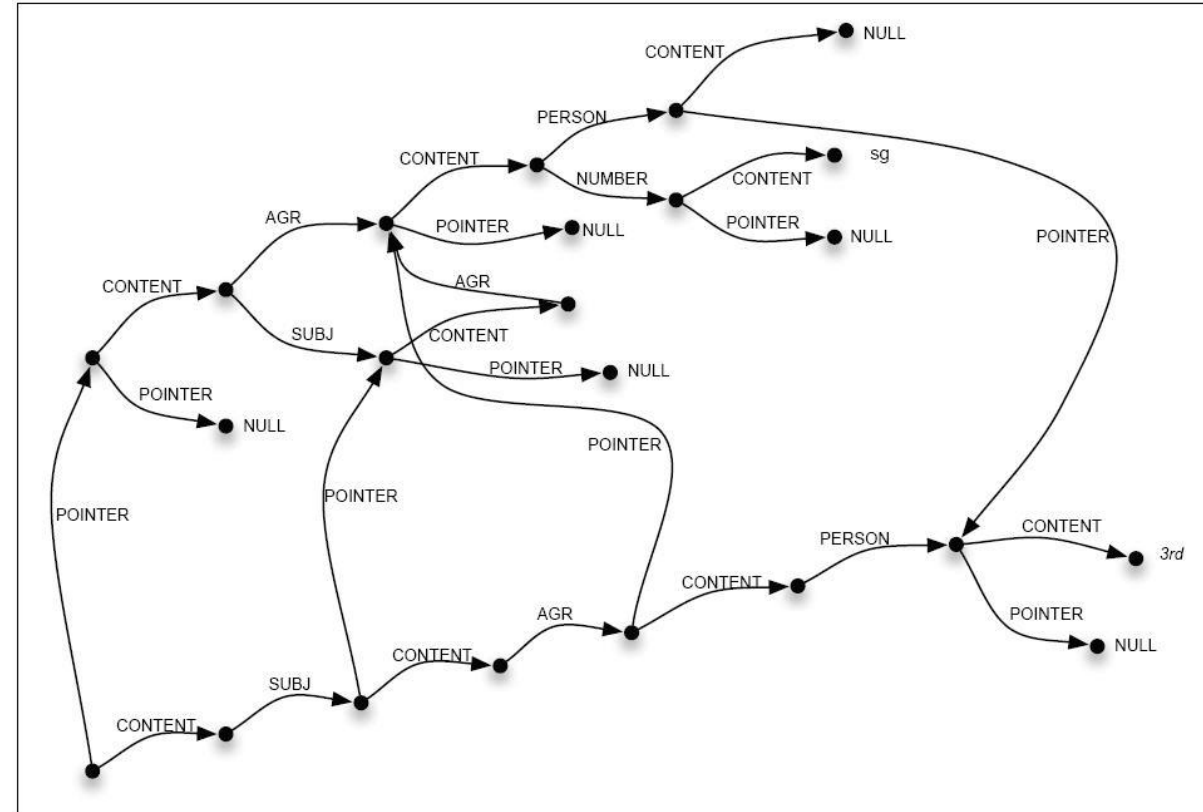 CONTENT NULL
PERSON
CONTENT sg
CONTENT NUMBER
AGR POINTER POINTER
NULL NULL
POINTER
CONTENT AGR
SUBJ CONTENT
POINTER NULL
POINTER NULL
POINTER
POINTER
POINTER
PERSON CONTENT
3rd
CONTENT
AGR POINTER
NULL
CONTENT
SUBJ
CONTENT